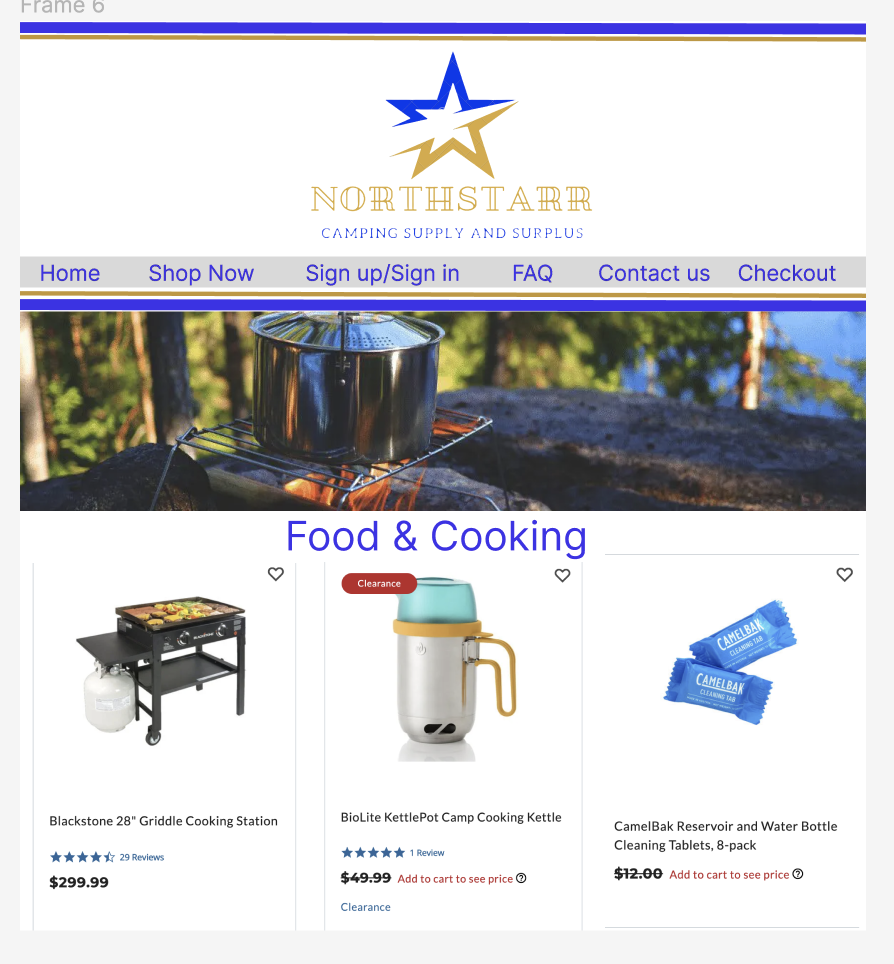 Frame 6
NORTHSTARR
CAMPING SUPPLY AND SURPLUS
Home Shop Now Sign up/Sign in FAQ Contact us Checkout
Food & Cooking
BLACKSTONE
Blackstone 28" Griddle Cooking Station
29 Reviews
$299.99
Clearance
BioLite KettlePot Camp Cooking Kettle
1 Review
$49.99 Add to cart to see price
Clearance
CAMELBAK
CLEANING TAB
CAMELBAK
CLEANING TAB
CamelBak Reservoir and Water Bottle
Cleaning Tablets, 8-pack
$12.00 Add to cart to see price